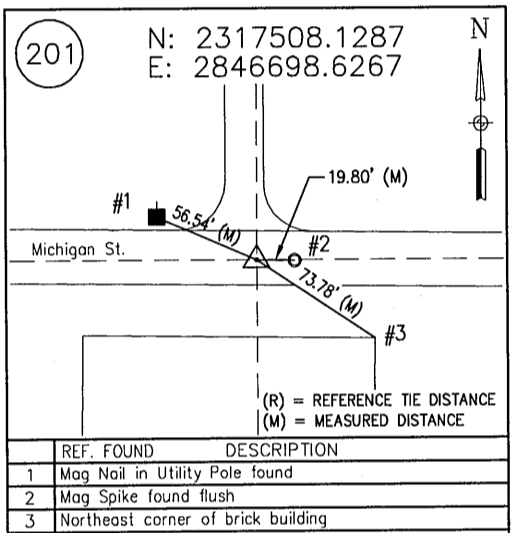 201
N: 2317508.1287
E: 2846698.6267
N
19.80' (M)
#1
56.54' (M)
#2
Michigan St.
73.78' (M)
#3
(R) = REFERENCE TIE DISTANCE
(M) = MEASURED DISTANCE
REF. FOUND DESCRIPTION
1 Mag Nail in Utility Pole found
2 Mag Spike found flush
3 Northeast corner of brick building